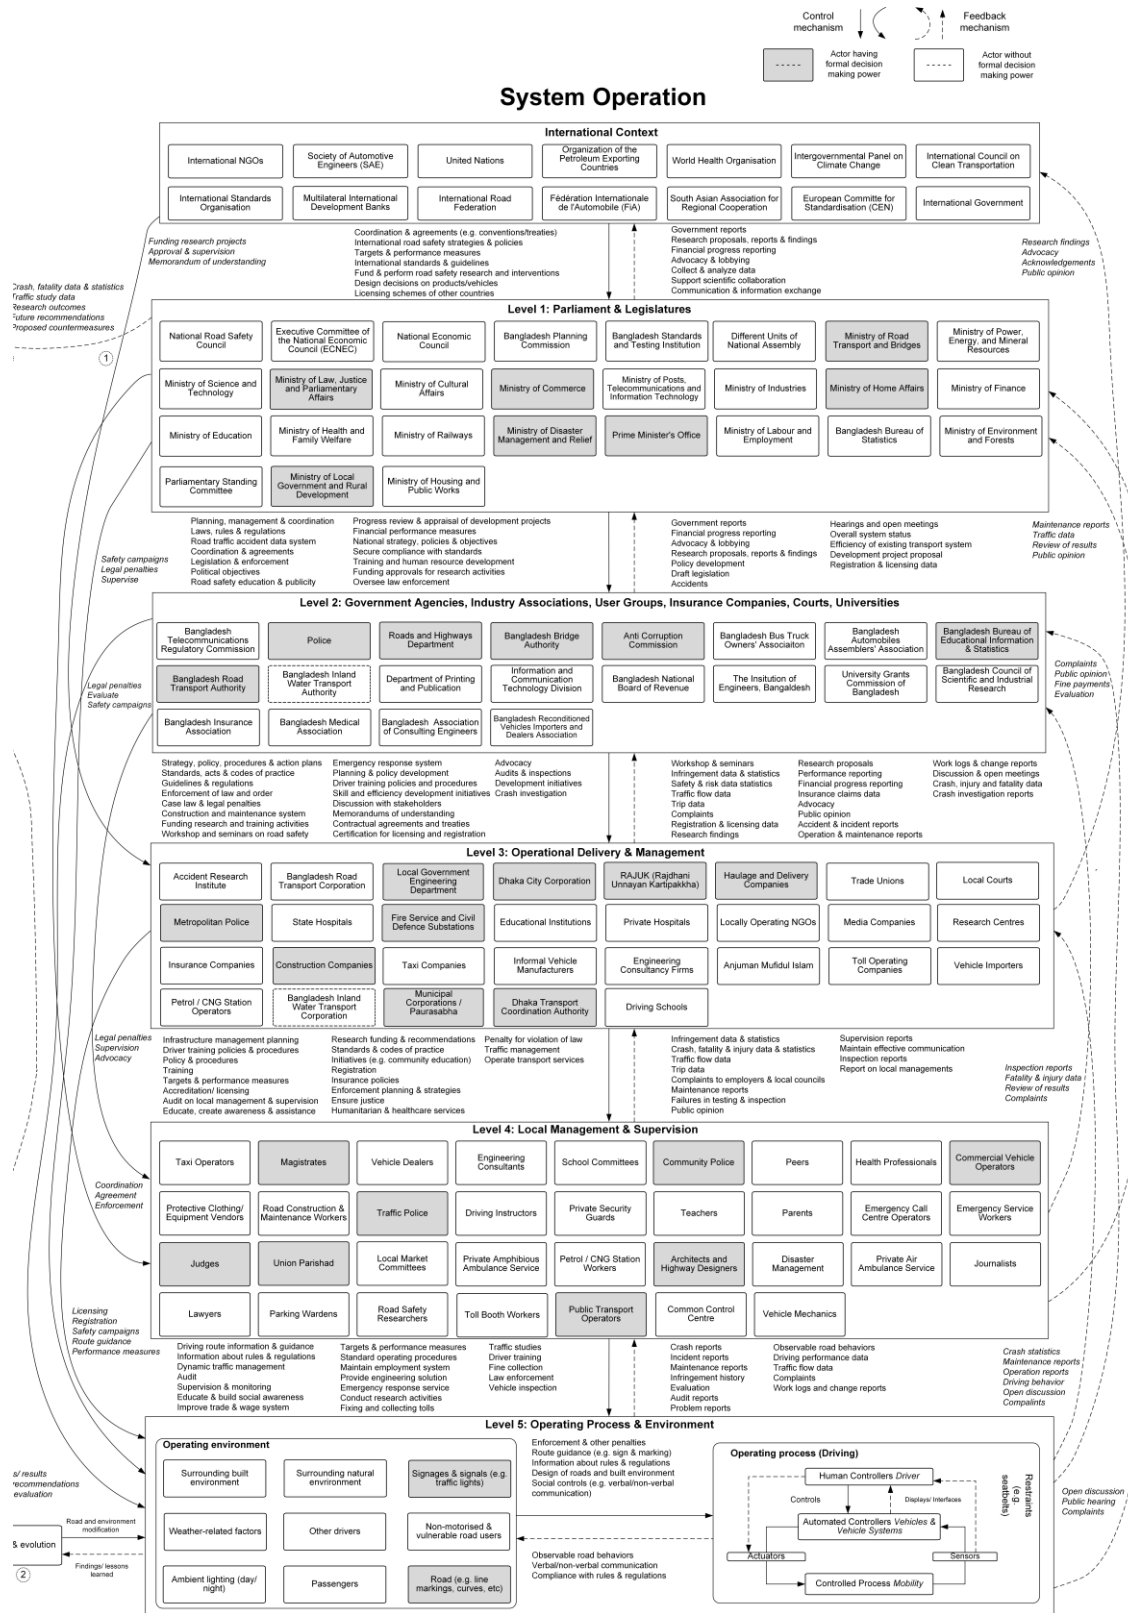 Control
mechanism
Feedback
mechanism
Actor having
formal decision
making power
Actor without
formal decision
making power
System Operation
International Context
International NGOs
Society of Automotive
Engineers (SAE)
United Nations
Organization of the
Petroleum Exporting
Countries
World Health Organisation
Intergovernmental Panel on
Climate Change
International Council on
Clean Transportation
International Standards
Organisation
Multilateral International
Development Banks
International Road
Federation
Fédération Internationale
de l'Automobile (FiA)
South Asian Association for
Regional Cooperation
European Committe for
Standardisation (CEN)
International Government
Funding research projects
Approval & supervision
Memorandum of understanding
Coordination & agreements (e.g. conventions/treaties)
International road safety strategies & policies
Targets & performance measures
International standards & guidelines
Fund & perform road safety research and interventions
Design decisions on products/vehicles
Licensing schemes of other countries
Government reports
Research proposals, reports & findings
Financial progress reporting
Advocacy & lobbying
Collect & analyze data
Support scientific collaboration
Communication & information exchange
Research findings
Advocacy
Acknowledgements
Public opinion
Crash, fatality data & statistics
Traffic study data
Research outcomes
Future recommendations
Proposed countermeasures
1
Level 1: Parliament & Legislatures
National Road Safety
Council
Executive Committee of
the National Economic
Council (ECNEC)
National Economic
Council
Bangladesh Planning
Commission
Bangladesh Standards
and Testing Institution
Different Units of
National Assembly
Ministry of Road
Transport and Bridges
Ministry of Power,
Energy, and Mineral
Resources
Ministry of Science and
Technology
Ministry of Law, Justice
and Parliamentary
Affairs
Ministry of Cultural
Affairs
Ministry of Commerce
Ministry of Posts,
Telecommunications and
Information Technology
Ministry of Industries
Ministry of Home Affairs
Ministry of Finance
Ministry of Education
Ministry of Health and
Family Welfare
Ministry of Railways
Ministry of Disaster
Management and Relief
Prime Minister's Office
Ministry of Labour and
Employment
Bangladesh Bureau of
Statistics
Ministry of Environment
and Forests
Parliamentary Standing
Committee
Ministry of Local
Government and Rural
Development
Ministry of Housing and
Public Works
Safety campaigns
Legal penalties
Supervise
Planning, management & coordination
Laws, rules & regulations
Road traffic accident data system
Coordination & agreements
Legislation & enforcement
Political objectives
Road safety education & publicity
Progress review & appraisal of development projects
Financial performance measures
National strategy, policies & objectives
Secure compliance with standards
Training and human resource development
Funding approvals for research activities
Oversee law enforcement
Government reports
Financial progress reporting
Advocacy & lobbying
Research proposals, reports & findings
Policy development
Draft legislation
Accidents
Hearings and open meetings
Overall system status
Efficiency of existing transport system
Development project proposal
Registration & licensing data
Maintenance reports
Traffic data
Review of results
Public opinion
Level 2: Government Agencies, Industry Associations, User Groups, Insurance Companies, Courts, Universities
Bangladesh
Telecommunications
Regulatory Commission
Police
Roads and Highways
Department
Bangladesh Bridge
Authority
Anti Corruption
Commission
Bangladesh Bus Truck
Owners' Associaiton
Bangladesh
Automobiles
Assemblers' Association
Bangladesh Bureau of
Educational Information
& Statistics
Bangladesh Road
Transport Authority
Bangladesh Inland
Water Transport
Authority
Department of Printing
and Publication
Information and
Communication
Technology Division
Bangladesh National
Board of Revenue
The Insitution of
Engineers, Bangaldesh
University Grants
Commission of
Bangladesh
Bangladesh Council of
Scientific and Industrial
Research
Bangladesh Insurance
Association
Bangladesh Medical
Association
Bangladesh Association
of Consulting Engineers
Bangladesh Reconditioned
Vehicles Importers and
Dealers Association
Legal penalties
Evaluate
Safety campaigns
Complaints
Public opinion
Fine payments
Evaluation
Strategy, policy, procedures & action plans
Standards, acts & codes of practice
Guidelines & regulations
Enforcement of law and order
Case law & legal penalties
Construction and maintenance system
Funding research and training activities
Workshop and seminars on road safety
Emergency response system
Planning & policy development
Driver training policies and procedures
Skill and efficiency development initiatives
Discussion with stakeholders
Memorandums of understanding
Contractual agreements and treaties
Certification for licensing and registration
Advocacy
Audits & inspections
Development initiatives
Crash investigation
Workshop & seminars
Infringement data & statistics
Safety & risk data statistics
Traffic flow data
Trip data
Complaints
Registration & licensing data
Research findings
Research proposals
Performance reporting
Financial progress reporting
Insurance claims data
Advocacy
Public opinion
Accident & incident reports
Operation & maintenance reports
Work logs & change reports
Discussion & open meetings
Crash, injury and fatality data
Crash investigation reports
Level 3: Operational Delivery & Management
Accident Research
Institute
Bangladesh Road
Transport Corporation
Local Government
Engineering
Department
Dhaka City Corporation
RAJUK (Rajdhani
Unnayan Kartipakkha)
Haulage and Delivery
Companies
Trade Unions
Local Courts
Metropolitan Police
State Hospitals
Fire Service and Civil
Defence Substations
Educational Institutions
Private Hospitals
Locally Operating NGOs
Media Companies
Research Centres
Insurance Companies
Construction Companies
Taxi Companies
Informal Vehicle
Manufacturers
Engineering
Consultancy Firms
Anjuman Mufidul Islam
Toll Operating
Companies
Vehicle Importers
Petrol / CNG Station
Operators
Bangladesh Inland
Water Transport
Corporation
Municipal
Corporations /
Paurasabha
Dhaka Transport
Coordination Authority
Driving Schools
Legal penalties
Supervision
Advocacy
Infrastructure management planning
Driver training policies & procedures
Policy & procedures
Training
Targets & performance measures
Accreditation/ licensing
Audit on local management & supervision
Educate, create awareness & assistance
Research funding & recommendations
Standards & codes of practice
Initiatives (e.g. community education)
Registration
Insurance policies
Enforcement planning & strategies
Ensure justice
Humanitarian & healthcare services
Penalty for violation of law
Traffic management
Operate transport services
Infringement data & statistics
Crash, fatality & injury data & statistics
Traffic flow data
Trip data
Complaints to employers & local councils
Maintenance reports
Failures in testing & inspection
Public opinion
Supervision reports
Maintain effective communication
Inspection reports
Report on local managements
Inspection reports
Fatality & injury data
Review of results
Complaints
Level 4: Local Management & Supervision
Taxi Operators
Magistrates
Vehicle Dealers
Engineering
Consultants
School Committees
Community Police
Peers
Health Professionals
Commercial Vehicle
Operators
Protective Clothing/
Equipment Vendors
Road Construction &
Maintenance Workers
Traffic Police
Driving Instructors
Private Security
Guards
Teachers
Parents
Emergency Call
Centre Operators
Emergency Service
Workers
Judges
Union Parishad
Local Market
Committees
Private Amphibious
Ambulance Service
Petrol / CNG Station
Workers
Architects and
Highway Designers
Disaster
Management
Private Air
Ambulance Service
Journalists
Lawyers
Parking Wardens
Road Safety
Researchers
Toll Booth Workers
Public Transport
Operators
Common Control
Centre
Vehicle Mechanics
Coordination
Agreement
Enforcement
Licensing
Registration
Safety campaigns
Route guidance
Performance measures
Driving route information & guidance
Information about rules & regulations
Dynamic traffic management
Audit
Supervision & monitoring
Educate & build social awareness
Improve trade & wage system
Targets & performance measures
Standard operating procedures
Maintain employment system
Provide engineering solution
Emergency response service
Conduct research activities
Fixing and collecting tolls
Traffic studies
Driver training
Fine collection
Law enforcement
Vehicle inspection
Crash reports
Incident reports
Maintenance reports
Infringement history
Evaluation
Audit reports
Problem reports
Observable road behaviors
Driving performance data
Traffic flow data
Complaints
Work logs and change reports
Crash statistics
Maintenance reports
Operation reports
Driving behavior
Open discussion
Compalints
Level 5: Operating Process & Environment
Operating environment
Surrounding built
environment
Surrounding natural
envrironment
Signages & signals (e.g.
traffic lights)
Weather-related factors
Other drivers
Non-motorised &
vulnerable road users
Ambient lighting (day/
night)
Passengers
Road (e.g. line
markings, curves, etc)
Enforcement & other penalties
Route guidance (e.g. sign & marking)
Information about rules & regulations
Design of roads and built environment
Social controls (e.g. verbal/non-verbal
communication)
Observable road behaviors
Verbal/non-verbal communication
Compliance with rules & regulations
Operating process (Driving)
Human Controllers Driver
Controls
Displays/ Interfaces
Automated Controllers Vehicles &
Vehicle Systems
Actuators
Sensors
Controlled Process Mobility
Restraints
(e.g.
seatbelts)
Open discussion
Public hearing
Complaints
s/ results
recommendations
evaluation
Road and environment
modification
& evolution
Findings/ lessons
learned
2